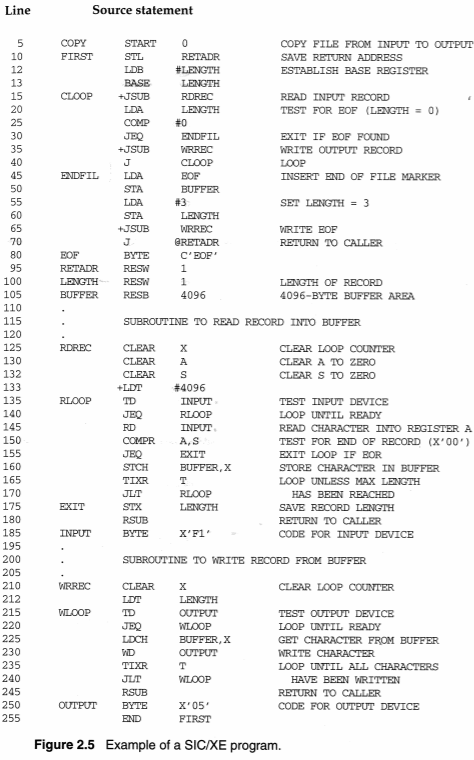 Line Source statement
5 COPY START 0 COPY FILE FROM INPUT TO OUTPUT
10 FIRST STL RETADR SAVE RETURN ADDRESS
12 LDB #LENGTH ESTABLISH BASE REGISTER
13 BASE LENGTH
15 CLOOP +JSUB RDREC READ INPUT RECORD
20 LDA LENGTH TEST FOR EOF (LENGTH = 0)
25 COMP #0
30 JEQ ENDFIL EXIT IF EOF FOUND
35 +JSUB WRREC WRITE OUTPUT RECORD
40 J CLOOP LOOP
45 ENDFIL LDA EOF INSERT END OF FILE MARKER
50 STA BUFFER
55 LDA #3 SET LENGTH = 3
60 STA LENGTH
65 +JSUB WRREC WRITE EOF
70 J @RETADR RETURN TO CALLER
80 EOF BYTE C'EOF'
95 RETADR RESW 1
100 LENGTH RESW 1 LENGTH OF RECORD
105 BUFFER RESB 4096 4096-BYTE BUFFER AREA
110 .
115 . SUBROUTINE TO READ RECORD INTO BUFFER
120 .
125 RDREC CLEAR X CLEAR LOOP COUNTER
130 CLEAR A CLEAR A TO ZERO
132 CLEAR S CLEAR S TO ZERO
133 +LDT #4096
135 RLOOP TD INPUT TEST INPUT DEVICE
140 JEQ RLOOP LOOP UNTIL READY
145 RD INPUT READ CHARACTER INTO REGISTER A
150 COMPR A,S TEST FOR END OF RECORD (X'00')
155 JEQ EXIT EXIT LOOP IF EOR
160 STCH BUFFER,X STORE CHARACTER IN BUFFER
165 TIXR T LOOP UNLESS MAX LENGTH
170 JLT RLOOP HAS BEEN REACHED
175 EXIT STX LENGTH SAVE RECORD LENGTH
180 RSUB RETURN TO CALLER
185 INPUT BYTE X'F1' CODE FOR INPUT DEVICE
195 .
200 . SUBROUTINE TO WRITE RECORD FROM BUFFER
205 .
210 WRREC CLEAR X CLEAR LOOP COUNTER
212 LDT LENGTH
215 WLOOP TD OUTPUT TEST OUTPUT DEVICE
220 JEQ WLOOP LOOP UNTIL READY
225 LDCH BUFFER,X GET CHARACTER FROM BUFFER
230 WD OUTPUT WRITE CHARACTER
235 TIXR T LOOP UNTIL ALL CHARACTERS
240 JLT WLOOP HAVE BEEN WRITTEN
245 RSUB RETURN TO CALLER
250 OUTPUT BYTE X'05' CODE FOR OUTPUT DEVICE
255 END FIRST
Figure 2.5 Example of a SIC/XE program.